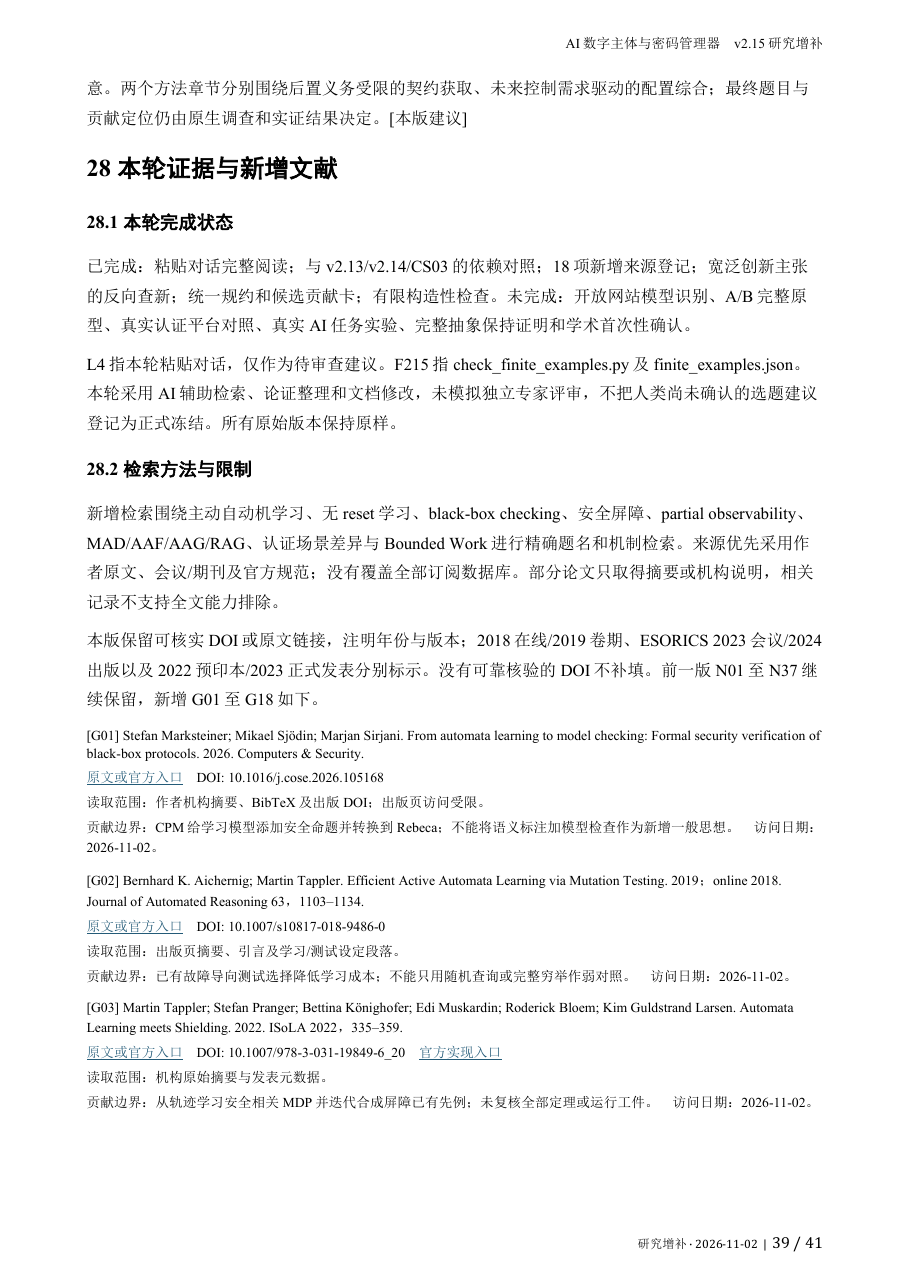 AI 数字主体与密码管理器 v2.15 研究增补
意。两个方法章节分别围绕后置义务受限的契约获取、未来控制需求驱动的配置综合；最终题目与
贡献定位仍由原生调查和实证结果决定。[本版建议]
28 本轮证据与新增文献
28.1 本轮完成状态
已完成：粘贴对话完整阅读；与 v2.13/v2.14/CS03 的依赖对照；18 项新增来源登记；宽泛创新主张
的反向查新；统一规约和候选贡献卡；有限构造性检查。未完成：开放网站模型识别、A/B 完整原
型、真实认证平台对照、真实 AI 任务实验、完整抽象保持证明和学术首次性确认。
L4 指本轮粘贴对话，仅作为待审查建议。F215 指 check_finite_examples.py 及 finite_examples.json。
本轮采用 AI 辅助检索、论证整理和文档修改，未模拟独立专家评审，不把人类尚未确认的选题建议
登记为正式冻结。所有原始版本保持原样。
28.2 检索方法与限制
新增检索围绕主动自动机学习、无 reset 学习、black-box checking、安全屏障、partial observability、
MAD/AAF/AAG/RAG、认证场景差异与 Bounded Work 进行精确题名和机制检索。来源优先采用作
者原文、会议/期刊及官方规范；没有覆盖全部订阅数据库。部分论文只取得摘要或机构说明，相关
记录不支持全文能力排除。
本版保留可核实 DOI 或原文链接，注明年份与版本；2018 在线/2019 卷期、ESORICS 2023 会议/2024
出版以及 2022 预印本/2023 正式发表分别标示。没有可靠核验的 DOI 不补填。前一版 N01 至 N37 继
续保留，新增 G01 至 G18 如下。
[G01] Stefan Marksteiner; Mikael Sjödin; Marjan Sirjani. From automata learning to model checking: Formal security verification of
black-box protocols. 2026. Computers & Security.
原文或官方入口 DOI: 10.1016/j.cose.2026.105168
读取范围：作者机构摘要、BibTeX 及出版 DOI；出版页访问受限。
贡献边界：CPM 给学习模型添加安全命题并转换到 Rebeca；不能将语义标注加模型检查作为新增一般思想。 访问日期：
2026-11-02。
[G02] Bernhard K. Aichernig; Martin Tappler. Efficient Active Automata Learning via Mutation Testing. 2019；online 2018.
Journal of Automated Reasoning 63，1103–1134.
原文或官方入口 DOI: 10.1007/s10817-018-9486-0
读取范围：出版页摘要、引言及学习/测试设定段落。
贡献边界：已有故障导向测试选择降低学习成本；不能只用随机查询或完整穷举作弱对照。 访问日期：2026-11-02。
[G03] Martin Tappler; Stefan Pranger; Bettina Könighofer; Edi Muskardin; Roderick Bloem; Kim Guldstrand Larsen. Automata
Learning meets Shielding. 2022. ISoLA 2022，335–359.
原文或官方入口 DOI: 10.1007/978-3-031-19849-6_20 官方实现入口
读取范围：机构原始摘要与发表元数据。
贡献边界：从轨迹学习安全相关 MDP 并迭代合成屏障已有先例；未复核全部定理或运行工件。 访问日期：2026-11-02。
研究增补 · 2026-11-02 | 39 / 41